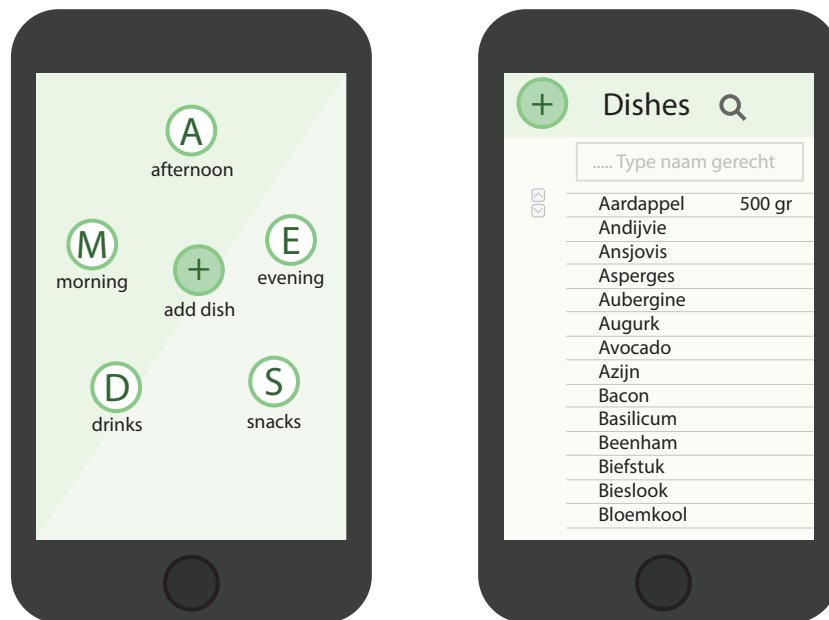 A
afternoon
M
morning
E
evening
+
add dish
D
drinks
S
snacks
+ Dishes
..... Type naam gerecht
Aardappel 500 gr
Andijvie
Ansjovis
Asperges
Aubergine
Augurk
Avocado
Azijn
Bacon
Basilicum
Beenham
Biefstuk
Bieslook
Bloemkool